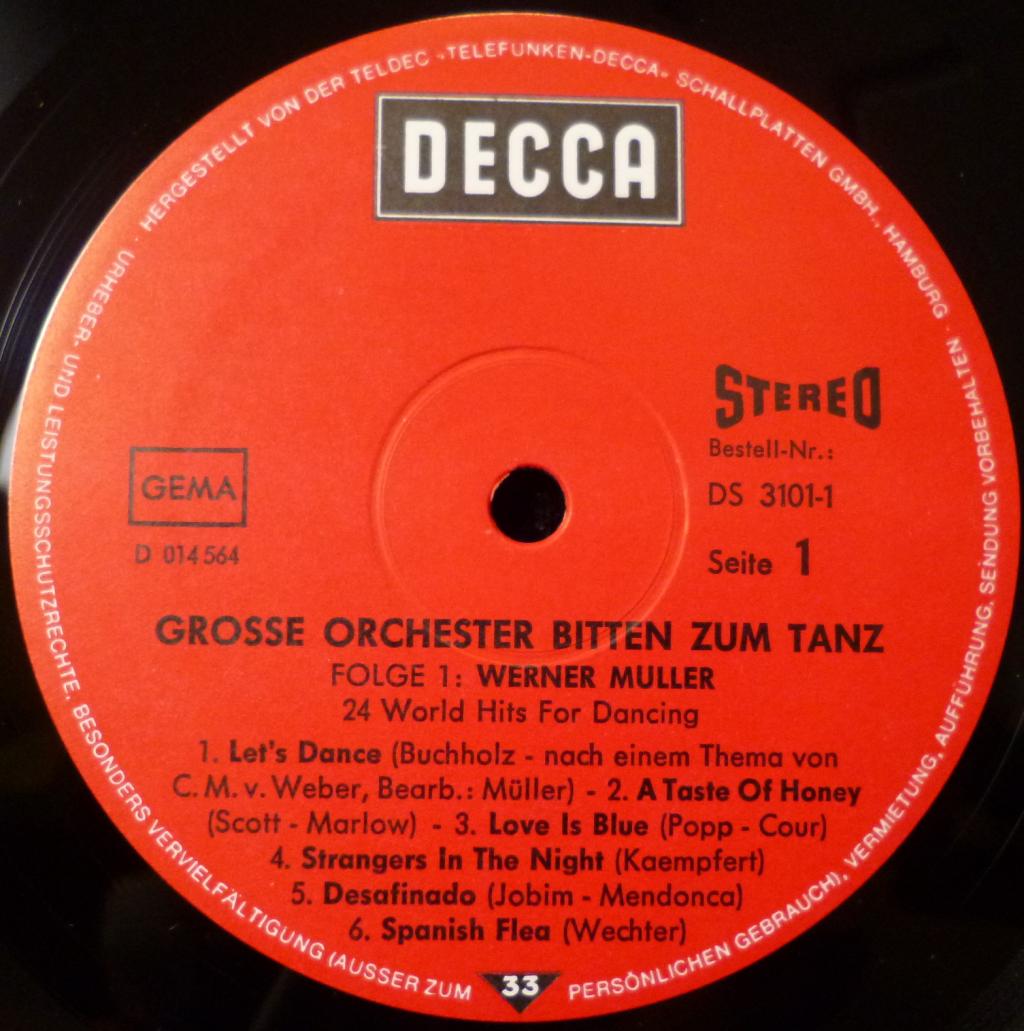 URHEBER- UND LEISTUNGSSCHUTZRECHTE, BESONDERS VERVIELFÄLTIGUNG (AUSSER ZUM
HERGESTELLT VON DER TELDEC »TELEFUNKEN-DECCA« SCHALLPLATTEN GMBH., HAMBURG ·
PERSÖNLICHEN GEBRAUCH), VERMIETUNG, AUFFÜHRUNG, SENDUNG VORBEHALTEN ·
DECCA
STEREO
Bestell-Nr.:
DS 3101-1
Seite 1
GEMA
D 014 564
GROSSE ORCHESTER BITTEN ZUM TANZ
FOLGE 1: WERNER MULLER
24 World Hits For Dancing
1. Let's Dance (Buchholz - nach einem Thema von
C. M. v. Weber, Bearb.: Müller) - 2. A Taste Of Honey
(Scott - Marlow) - 3. Love Is Blue (Popp - Cour)
4. Strangers In The Night (Kaempfert)
5. Desafinado (Jobim - Mendonca)
6. Spanish Flea (Wechter)
33